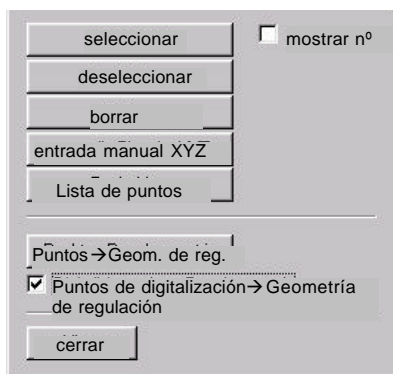 seleccionar
mostrar nº
deseleccionar
borrar
entrada manual XYZ
Lista de puntos
Puntos→Geom. de reg.
Puntos de digitalización→Geometría
de regulación
cerrar